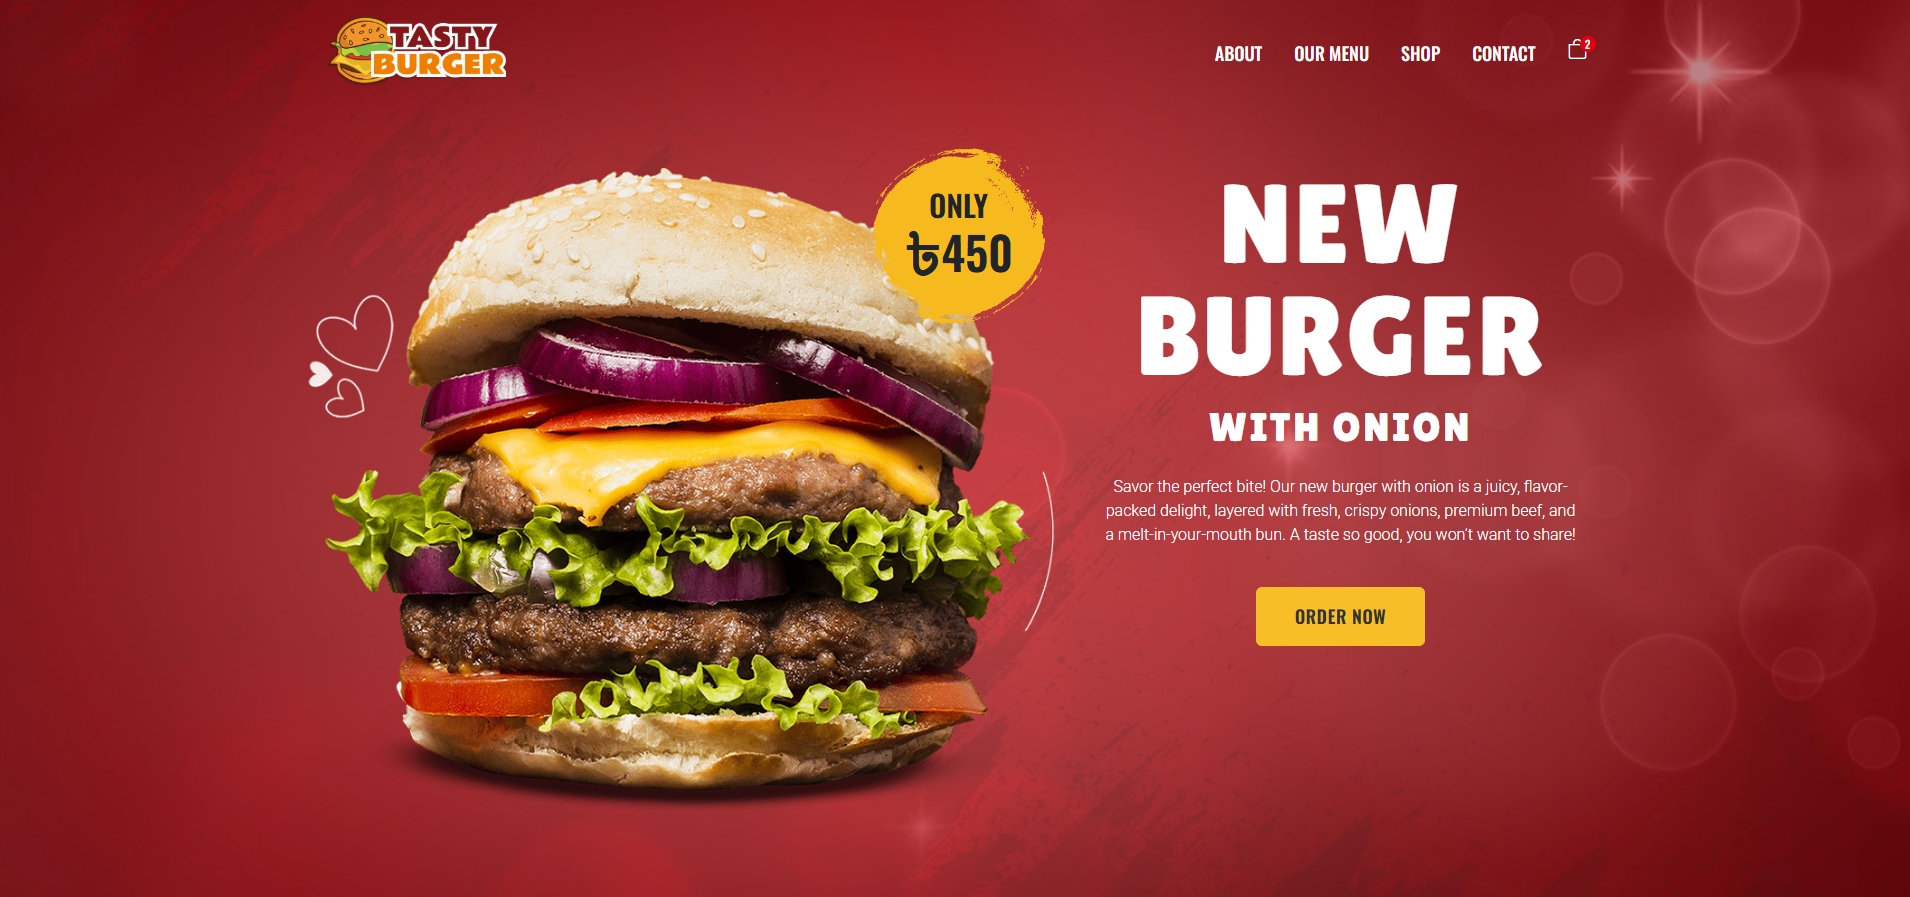 TASTY
BURGER
ABOUT
OUR MENU
SHOP
CONTACT
2
ONLY
৳450
NEW
BURGER
WITH ONION
Savor the perfect bite! Our new burger with onion is a juicy, flavor-
packed delight, layered with fresh, crispy onions, premium beef, and
a melt-in-your-mouth bun. A taste so good, you won't want to share!
ORDER NOW